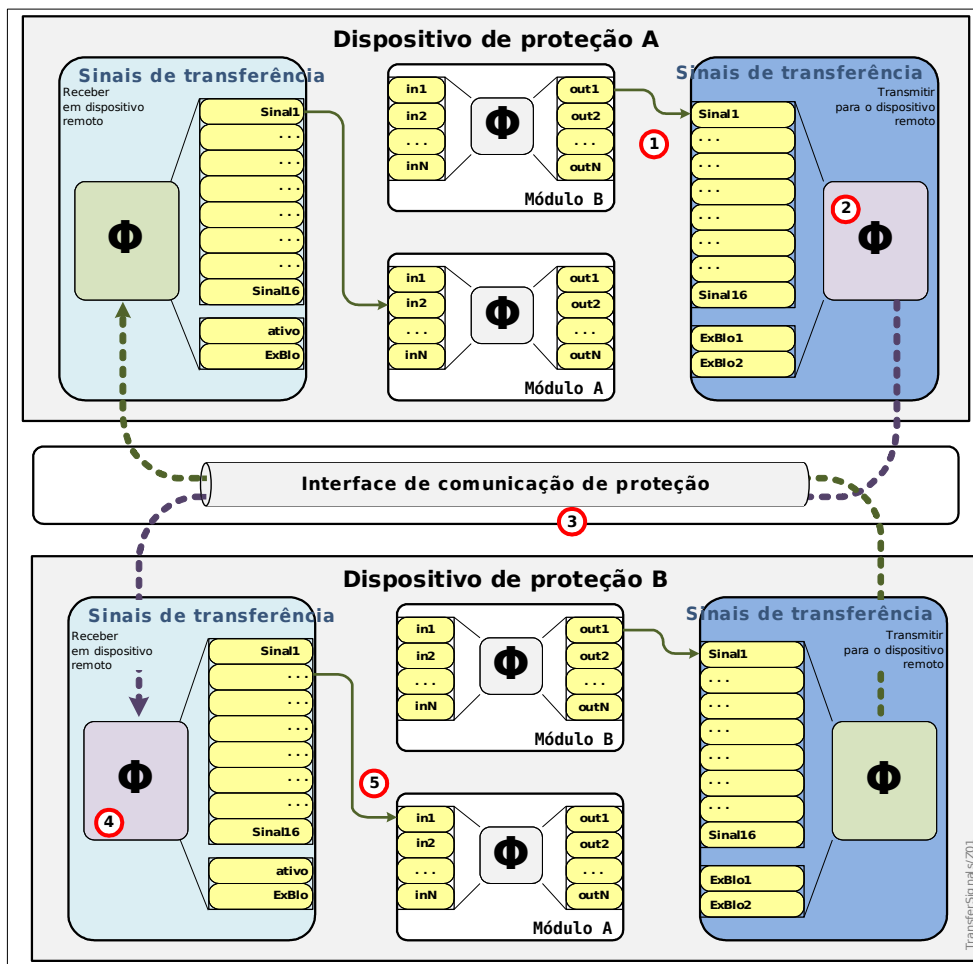 Dispositivo de proteção A
Sinais de transferência
Receber
em dispositivo
remoto
Sinal1
...
...
...
...
...
...
Sinal16
ativo
ExBlo
Φ
in1
in2
...
inN
Φ
out1
out2
...
outN
Módulo B
in1
in2
...
inN
Φ
out1
out2
...
outN
Módulo A
1
Sinais de transferência
Transmitir
para o dispositivo
remoto
Sinal1
...
...
...
...
...
...
Sinal16
ExBlo1
ExBlo2
2
Φ
Interface de comunicação de proteção
3
Dispositivo de proteção B
Sinais de transferência
Receber
em dispositivo
remoto
Sinal1
...
...
...
...
...
...
Sinal16
ativo
ExBlo
Φ
4
in1
in2
...
inN
Φ
out1
out2
...
outN
Módulo B
5
in1
in2
...
inN
Φ
out1
out2
...
outN
Módulo A
Sinais de transferência
Transmitir
para o dispositivo
remoto
Sinal1
...
...
...
...
...
...
Sinal16
ExBlo1
ExBlo2
Φ
TransferSignals/Z01